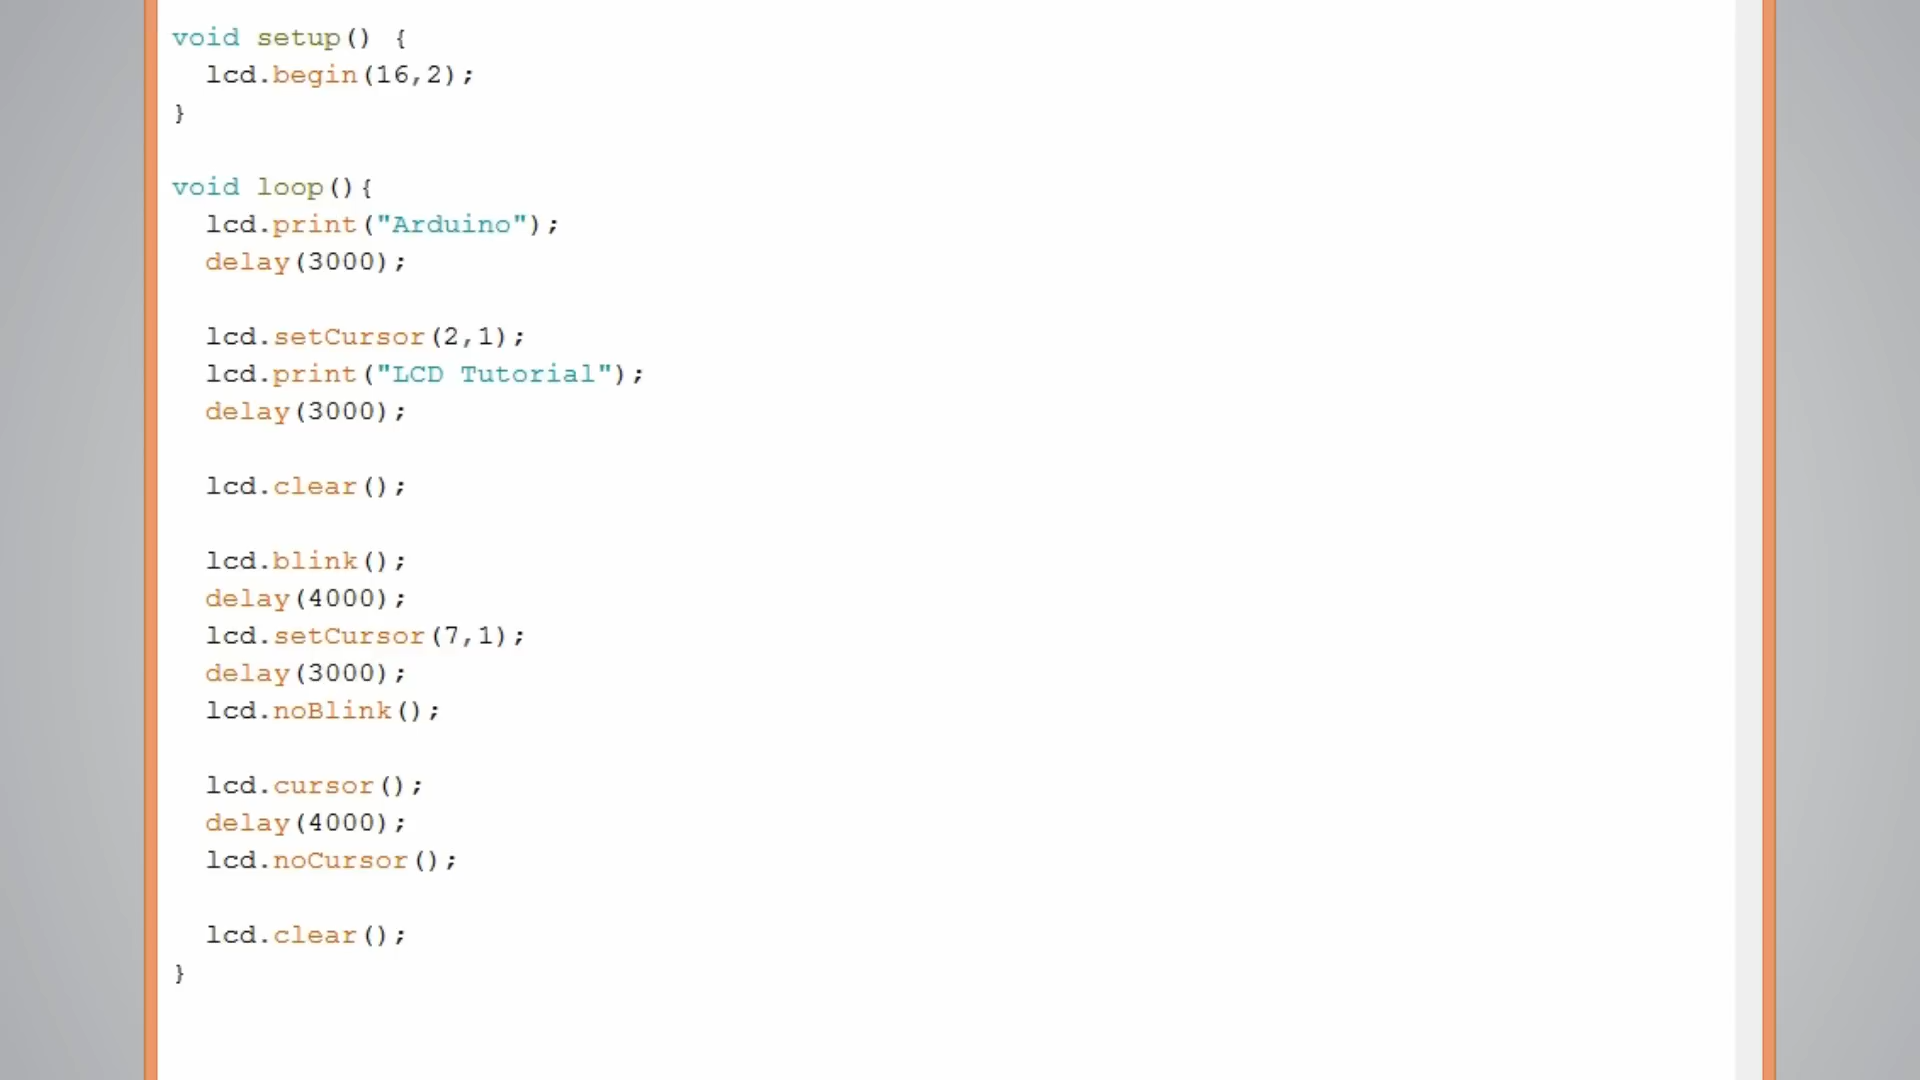 void setup() {
  lcd.begin(16,2);
}
void loop(){
  lcd.print("Arduino");
  delay(3000);
  lcd.setCursor(2,1);
  lcd.print("LCD Tutorial");
  delay(3000);
  lcd.clear();
  lcd.blink();
  delay(4000);
  lcd.setCursor(7,1);
  delay(3000);
  lcd.noBlink();
  lcd.cursor();
  delay(4000);
  lcd.noCursor();
  lcd.clear();
}